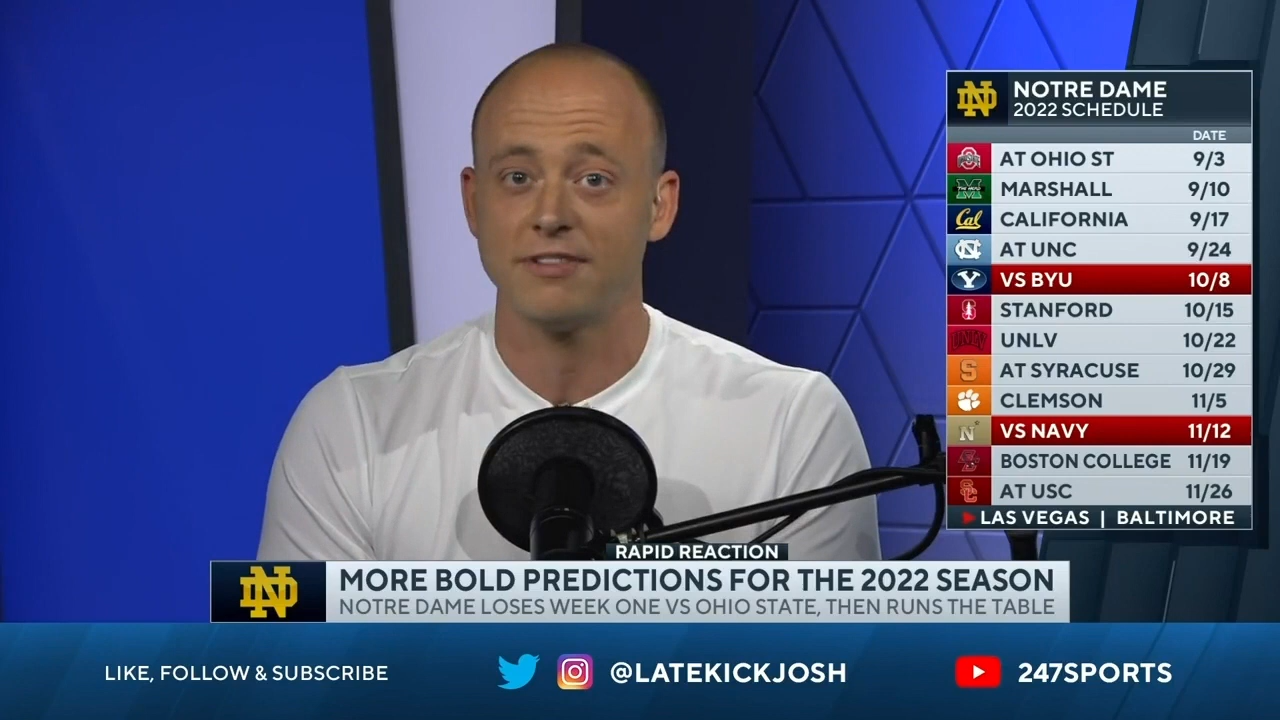 NOTRE DAME
2022 SCHEDULE
DATE
AT OHIO ST 9/3
MARSHALL 9/10
Cal CALIFORNIA 9/17
AT UNC 9/24
Y VS BYU 10/8
S STANFORD 10/15
UNLV UNLV 10/22
S AT SYRACUSE 10/29
CLEMSON 11/5
N VS NAVY 11/12
BOSTON COLLEGE 11/19
SC AT USC 11/26
LAS VEGAS | BALTIMORE
RAPID REACTION
MORE BOLD PREDICTIONS FOR THE 2022 SEASON
NOTRE DAME LOSES WEEK ONE VS OHIO STATE, THEN RUNS THE TABLE
LIKE, FOLLOW & SUBSCRIBE @LATEKICKJOSH 247SPORTS